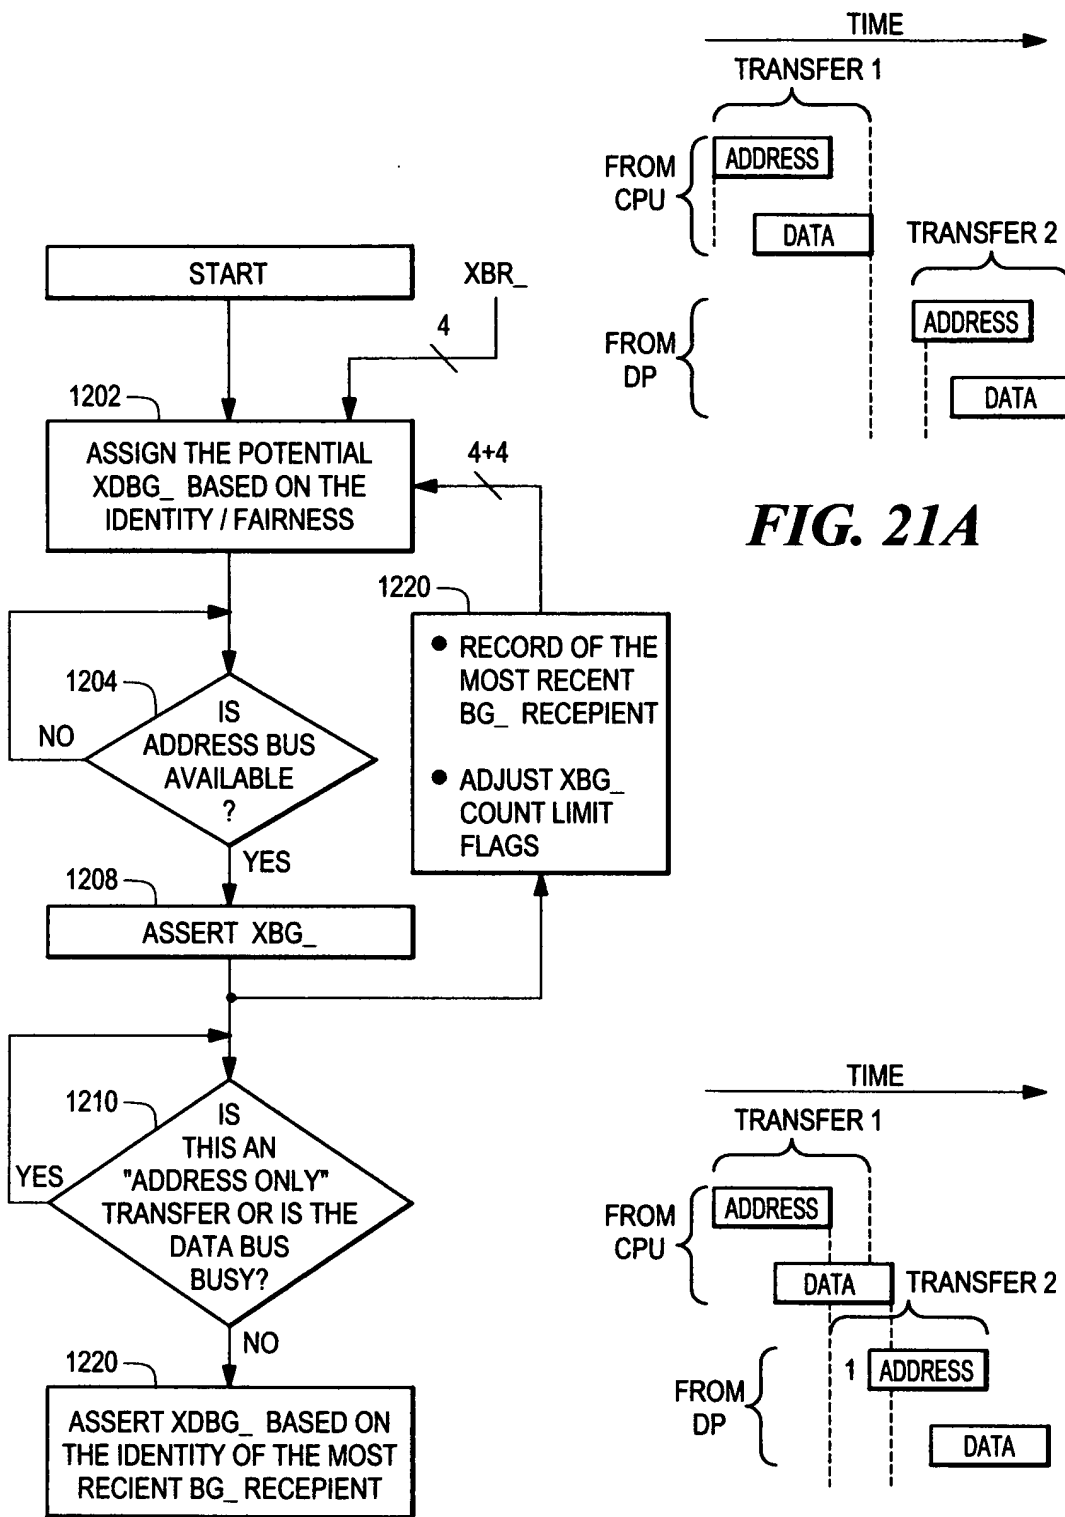 START
XBR_
4
1202
ASSIGN THE POTENTIAL
XDBG_ BASED ON THE
IDENTITY / FAIRNESS
4+4
1204
IS
ADDRESS BUS
AVAILABLE
?
NO
YES
1220
● RECORD OF THE
MOST RECENT
BG_ RECEPIENT
● ADJUST XBG_
COUNT LIMIT
FLAGS
1208
ASSERT XBG_
1210
IS
THIS AN
"ADDRESS ONLY"
TRANSFER OR IS THE
DATA BUS
BUSY?
YES
NO
1220
ASSERT XDBG_ BASED ON
THE IDENTITY OF THE MOST
RECIENT BG_ RECEPIENT
TIME
TRANSFER 1
FROM
CPU
ADDRESS
DATA
TRANSFER 2
FROM
DP
ADDRESS
DATA
FIG. 21A
TIME
TRANSFER 1
FROM
CPU
ADDRESS
DATA
TRANSFER 2
FROM
DP
1
ADDRESS
DATA